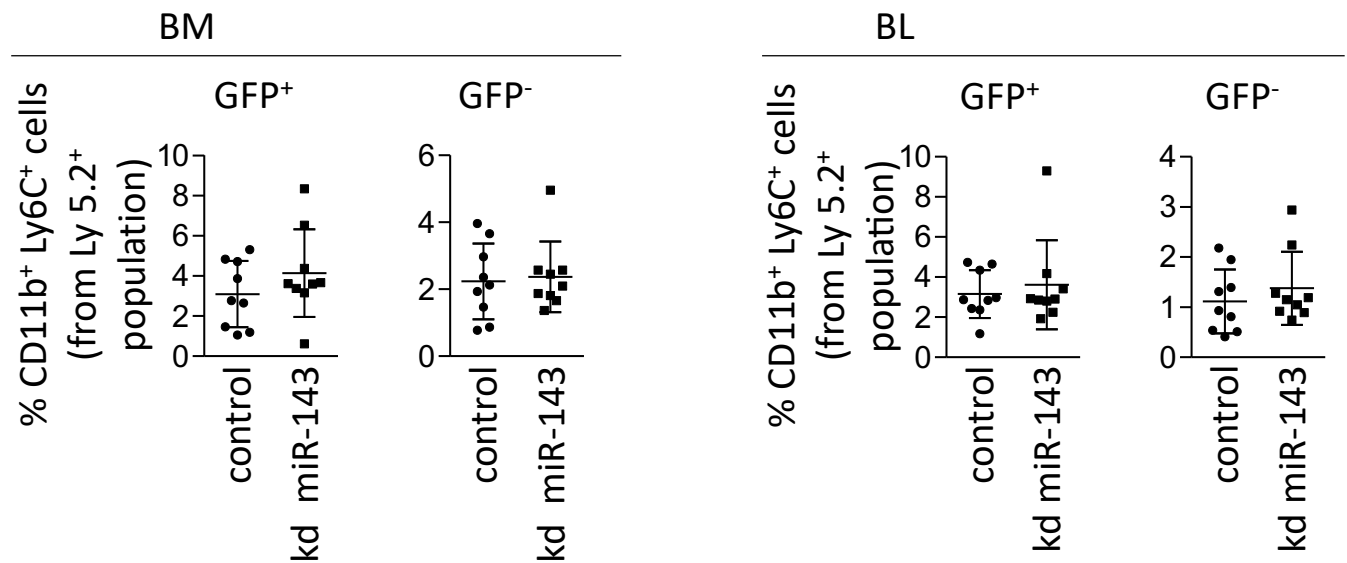 BM
GFP⁺
GFP⁻
% CD11b⁺ Ly6C⁺ cells
(from Ly 5.2⁺
population)
10
8
6
4
2
0
control
kd miR-143
6
4
2
0
control
kd miR-143
BL
GFP⁺
GFP⁻
% CD11b⁺ Ly6C⁺ cells
(from Ly 5.2⁺
population)
10
8
6
4
2
0
control
kd miR-143
4
3
2
1
0
control
kd miR-143